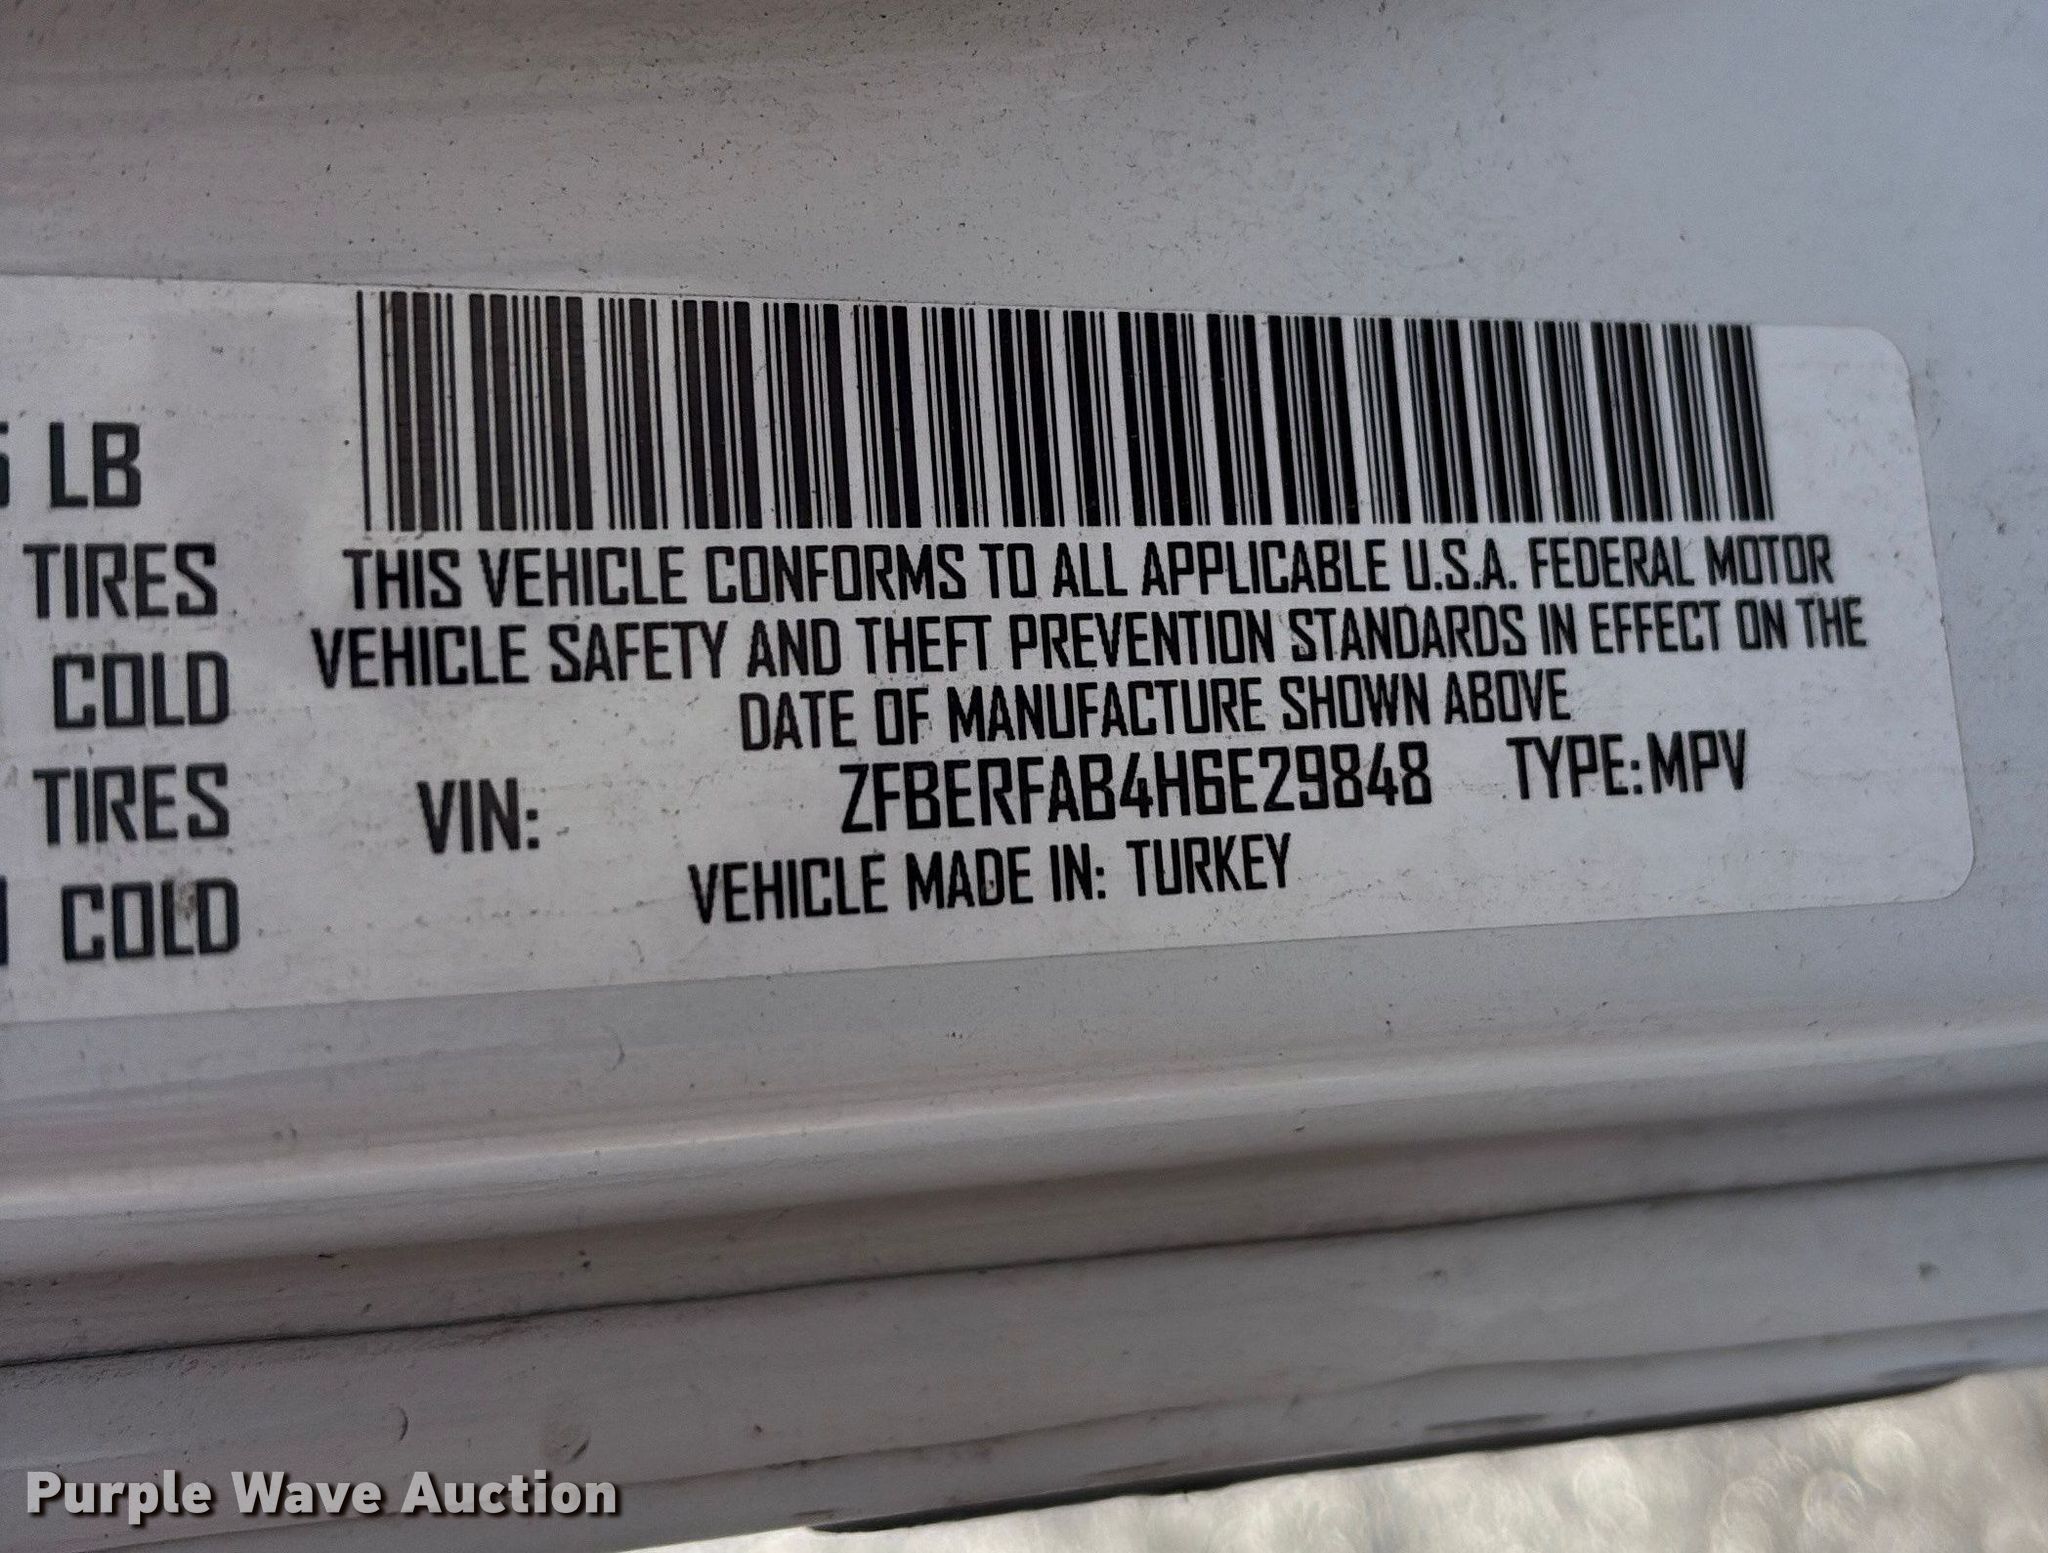 LB
TIRES
COLD
TIRES
COLD
THIS VEHICLE CONFORMS TO ALL APPLICABLE U.S.A. FEDERAL MOTOR
VEHICLE SAFETY AND THEFT PREVENTION STANDARDS IN EFFECT ON THE
DATE OF MANUFACTURE SHOWN ABOVE
VIN: ZFBERFAB4H6E29848 TYPE: MPV
VEHICLE MADE IN: TURKEY
Purple Wave Auction